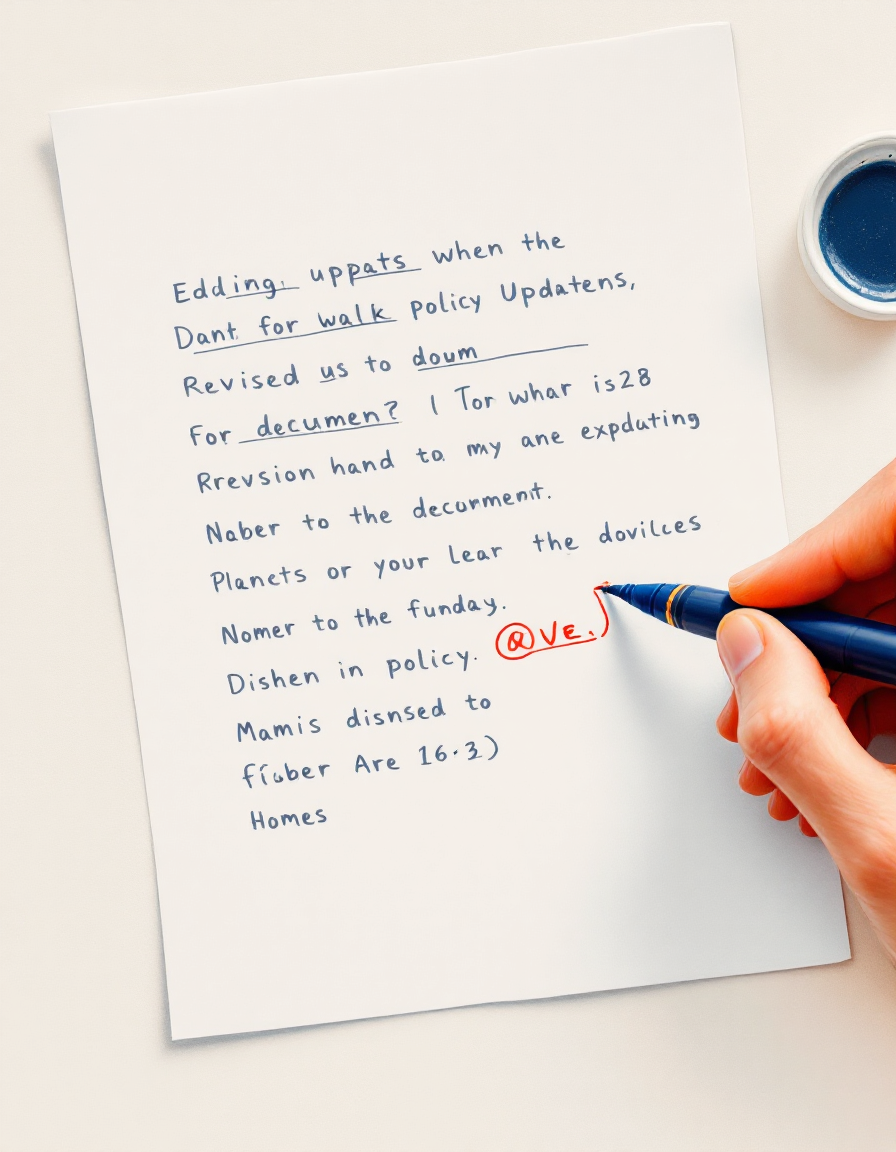 Edding: uppats when the
Dant for walk policy Updatens,
Revised us to doum
For decumen? ( Tor whar is28
Rrevsion hand to my ane expdating
Naber to the decorment.
Planets or your Lear the dovilces
Nomer to the funday.
@VE.
Dishen in policy.
Mamis disnsed to
Are 16.3)
Homes